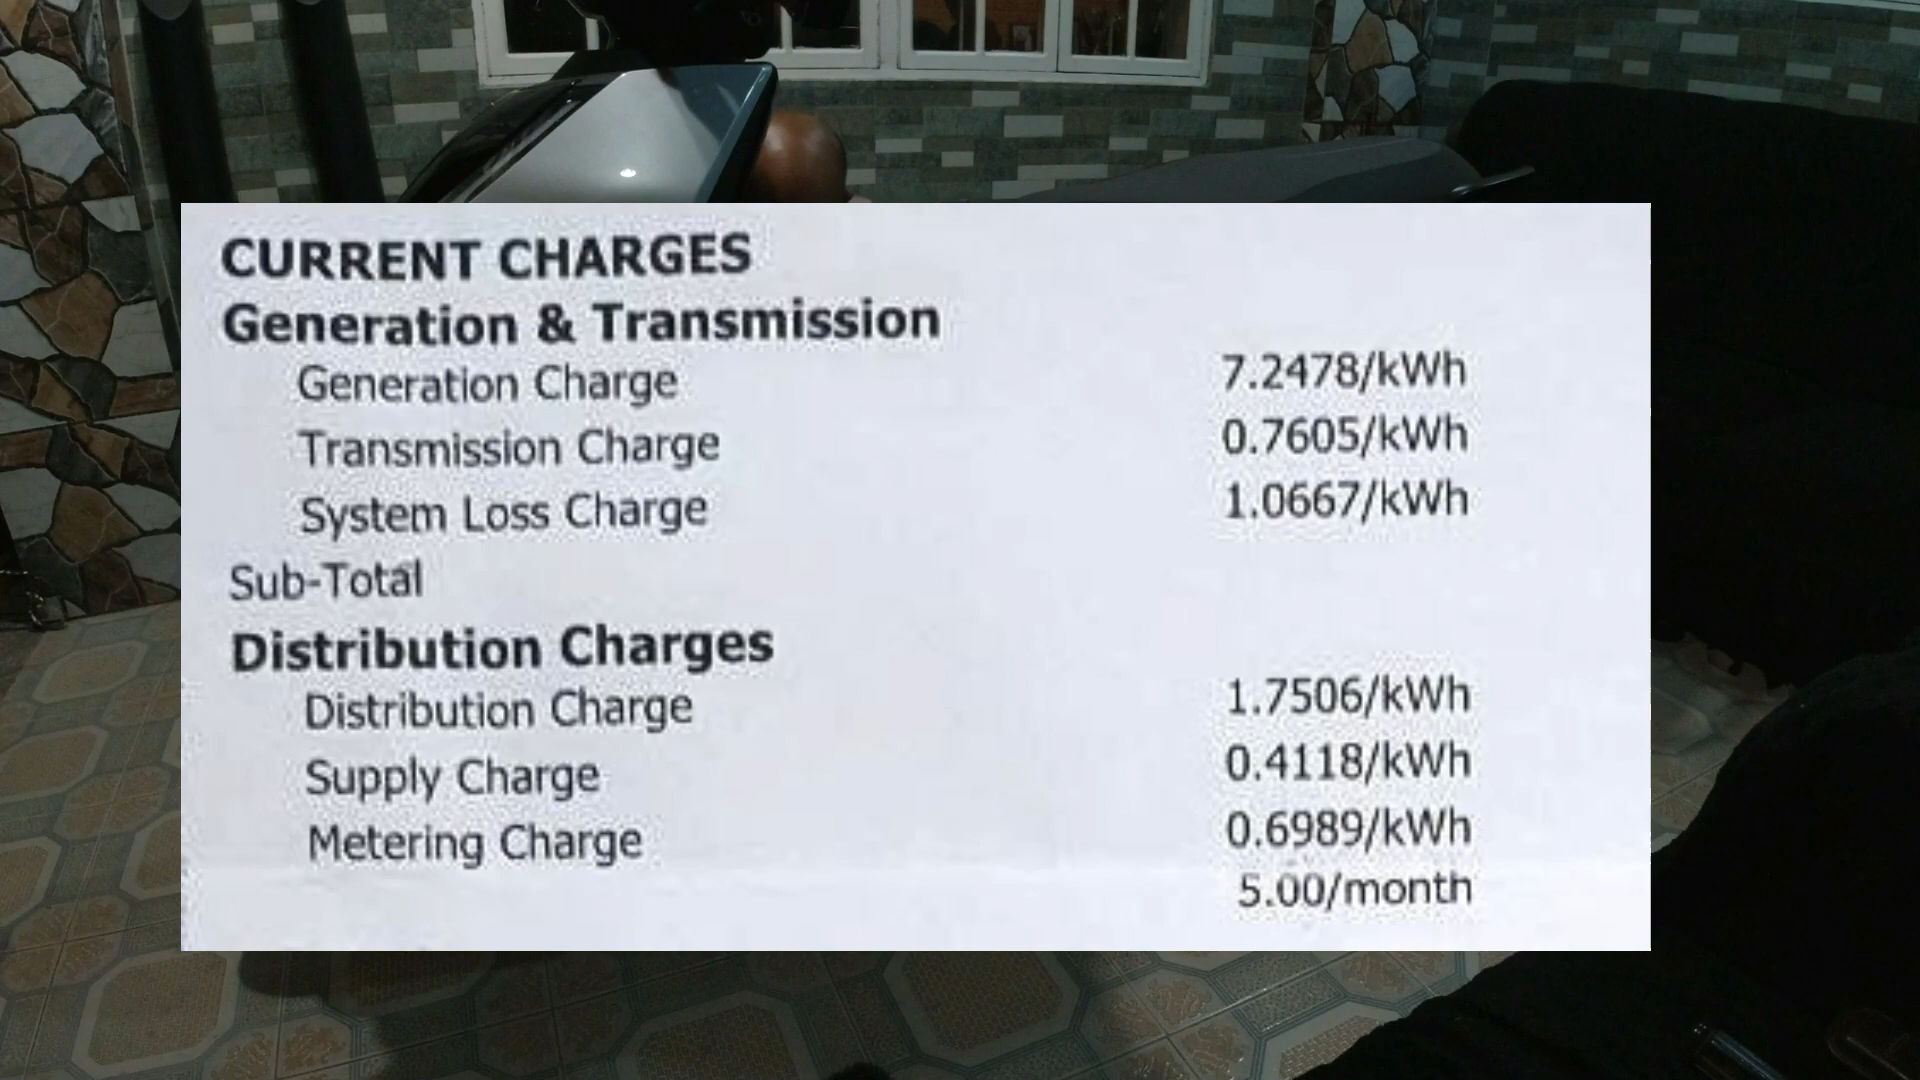 CURRENT CHARGES
Generation & Transmission
Generation Charge 7.2478/kWh
Transmission Charge 0.7605/kWh
System Loss Charge 1.0667/kWh
Sub-Total
Distribution Charges
Distribution Charge 1.7506/kWh
Supply Charge 0.4118/kWh
Metering Charge 0.6989/kWh
5.00/month